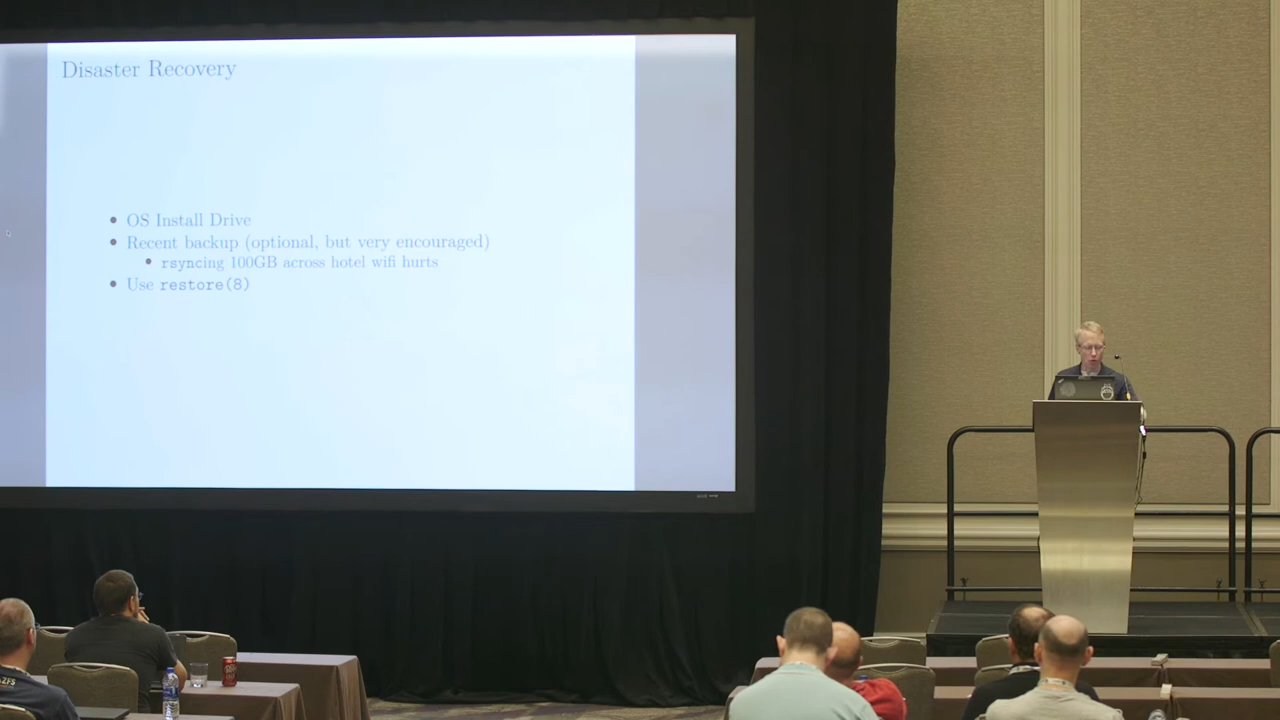 Disaster Recovery
OS Install Drive
Recent backup (optional, but very encouraged)
rsyncing 100GB across hotel wifi hurts
Use restore(8)
ZFS